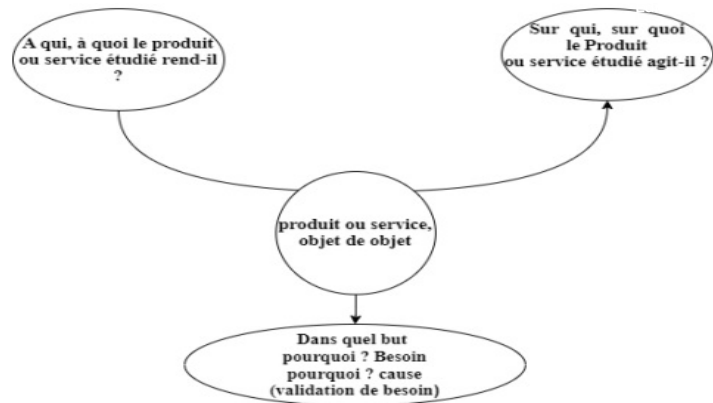 A qui, à quoi le produit
ou service étudié rend-il
?
Sur qui, sur quoi
le Produit
ou service étudié agit-il ?
produit ou service,
objet de objet
Dans quel but
pourquoi ? Besoin
pourquoi ? cause
(validation de besoin)